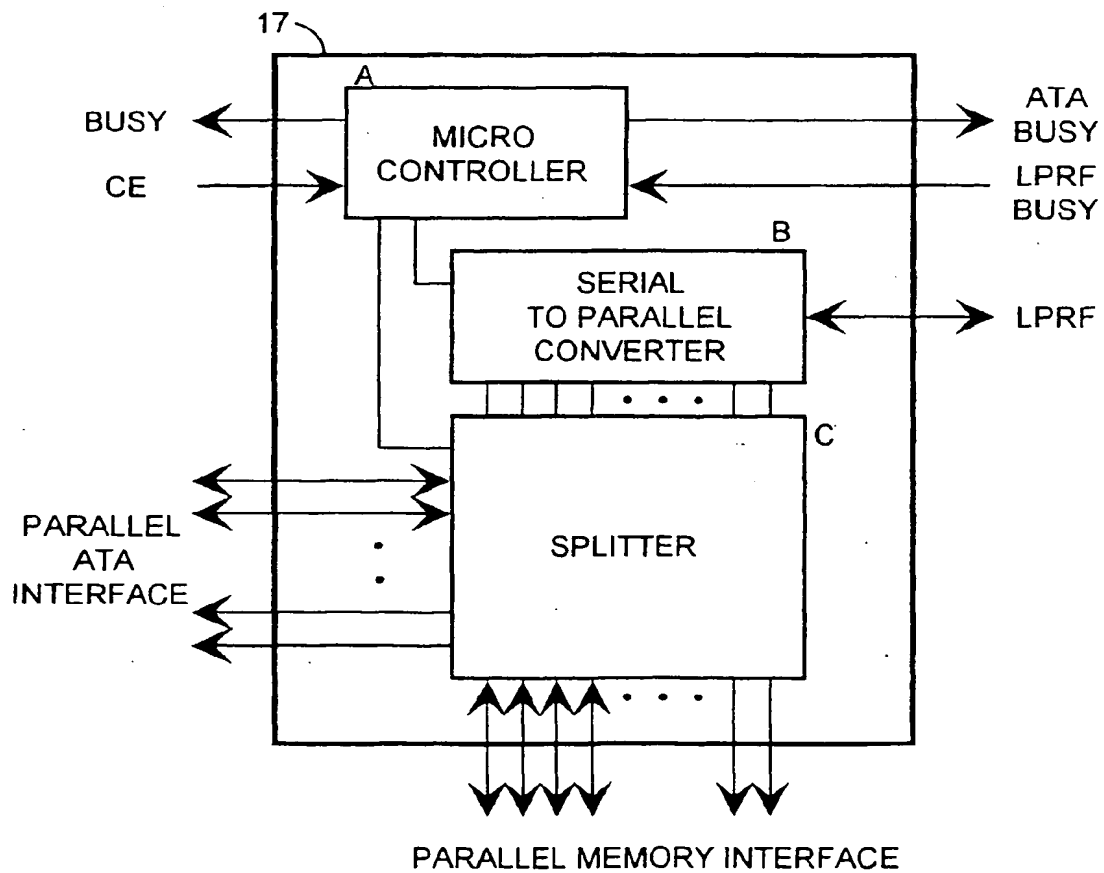 17
A
BUSY
CE
MICRO
CONTROLLER
ATA
BUSY
LPRF
BUSY
B
SERIAL
TO PARALLEL
CONVERTER
LPRF
C
SPLITTER
PARALLEL
ATA
INTERFACE
PARALLEL MEMORY INTERFACE